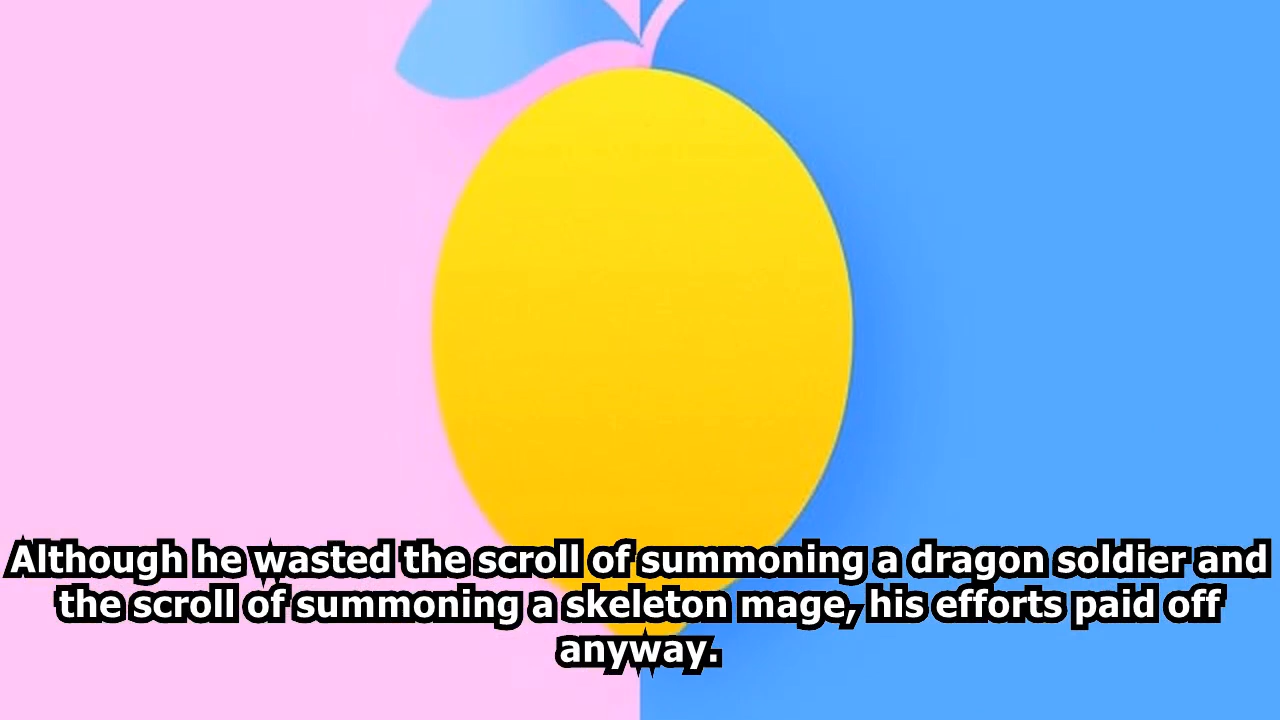 Although he wasted the scroll of summoning a dragon soldier and
the scroll of summoning a skeleton mage, his efforts paid off
anyway.